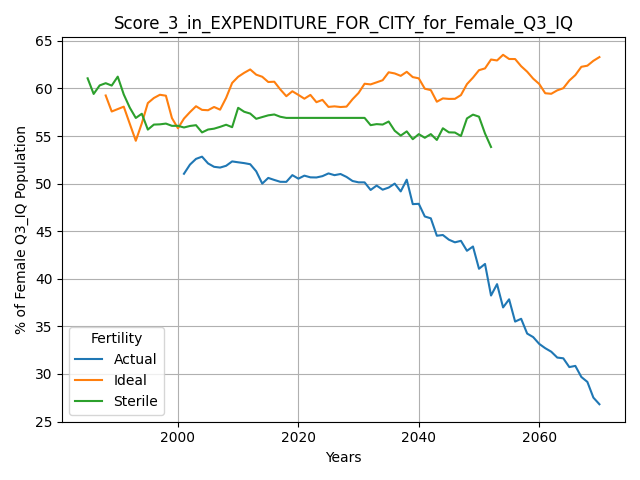 Score_3_in_EXPENDITURE_FOR_CITY_for_Female_Q3_IQ
% of Female Q3_IQ Population
65
60
55
50
45
40
35
30
25
Fertility
Actual
Ideal
Sterile
2000
2020
2040
2060
Years